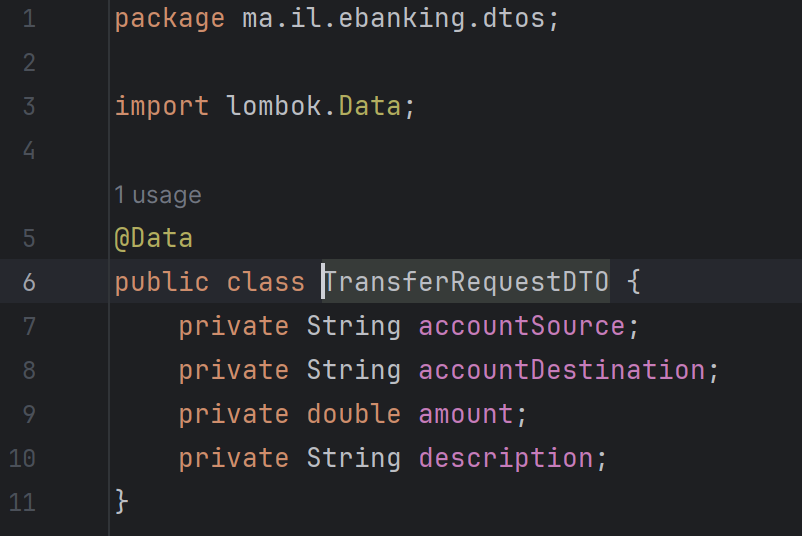 1 package ma.il.ebanking.dtos;
2
3 import lombok.Data;
4
1 usage
5 @Data
6 public class TransferRequestDTO {
7     private String accountSource;
8     private String accountDestination;
9     private double amount;
10     private String description;
11 }